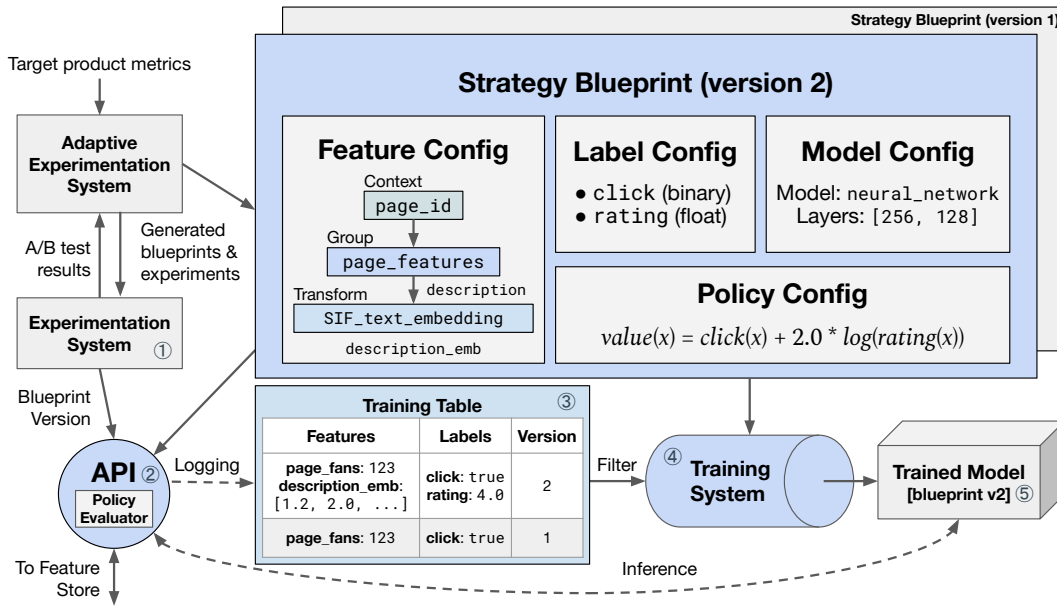 Strategy Blueprint (version 1)
Target product metrics
Strategy Blueprint (version 2)
Adaptive
Experimentation
System
Feature Config
Context
page_id
Group
page_features
description
Transform
SIF_text_embedding
description_emb
Label Config
● click (binary)
● rating (float)
Model Config
Model: neural_network
Layers: [256, 128]
Policy Config
value(x) = click(x) + 2.0 * log(rating(x))
A/B test
results
Generated
blueprints &
experiments
Experimentation
System
①
Blueprint
Version
API ②
Policy
Evaluator
Logging
To Feature
Store
Training Table ③
Features Labels Version
page_fans: 123
description_emb:
[1.2, 2.0, ...]
click: true
rating: 4.0
2
page_fans: 123 click: true 1
Filter
④
Training
System
Trained Model
[blueprint v2] ⑤
Inference